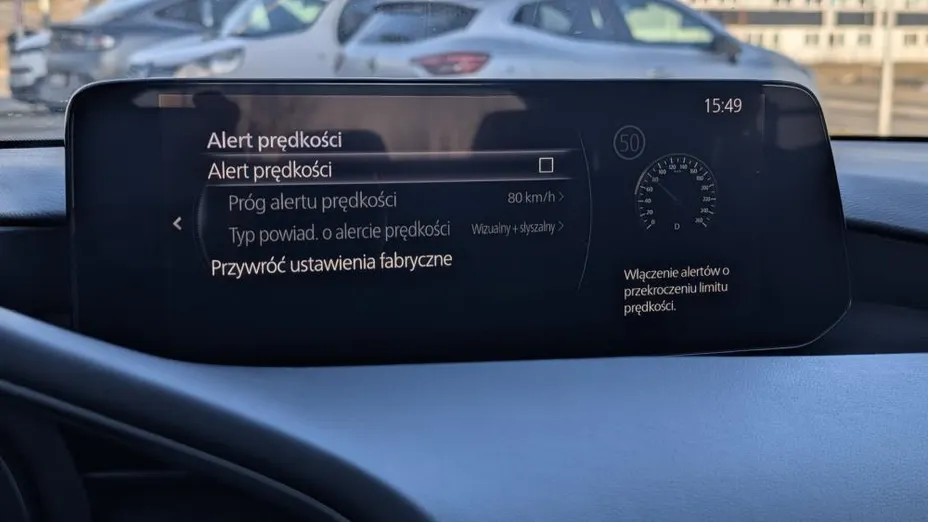 15:49
Alert prędkości
Alert prędkości
Próg alertu prędkości 80 km/h
Typ powiad. o alercie prędkości Wizualny + słyszalny
Przywróć ustawienia fabryczne
50
D
Włączenie alertów o
przekroczeniu limitu
prędkości.